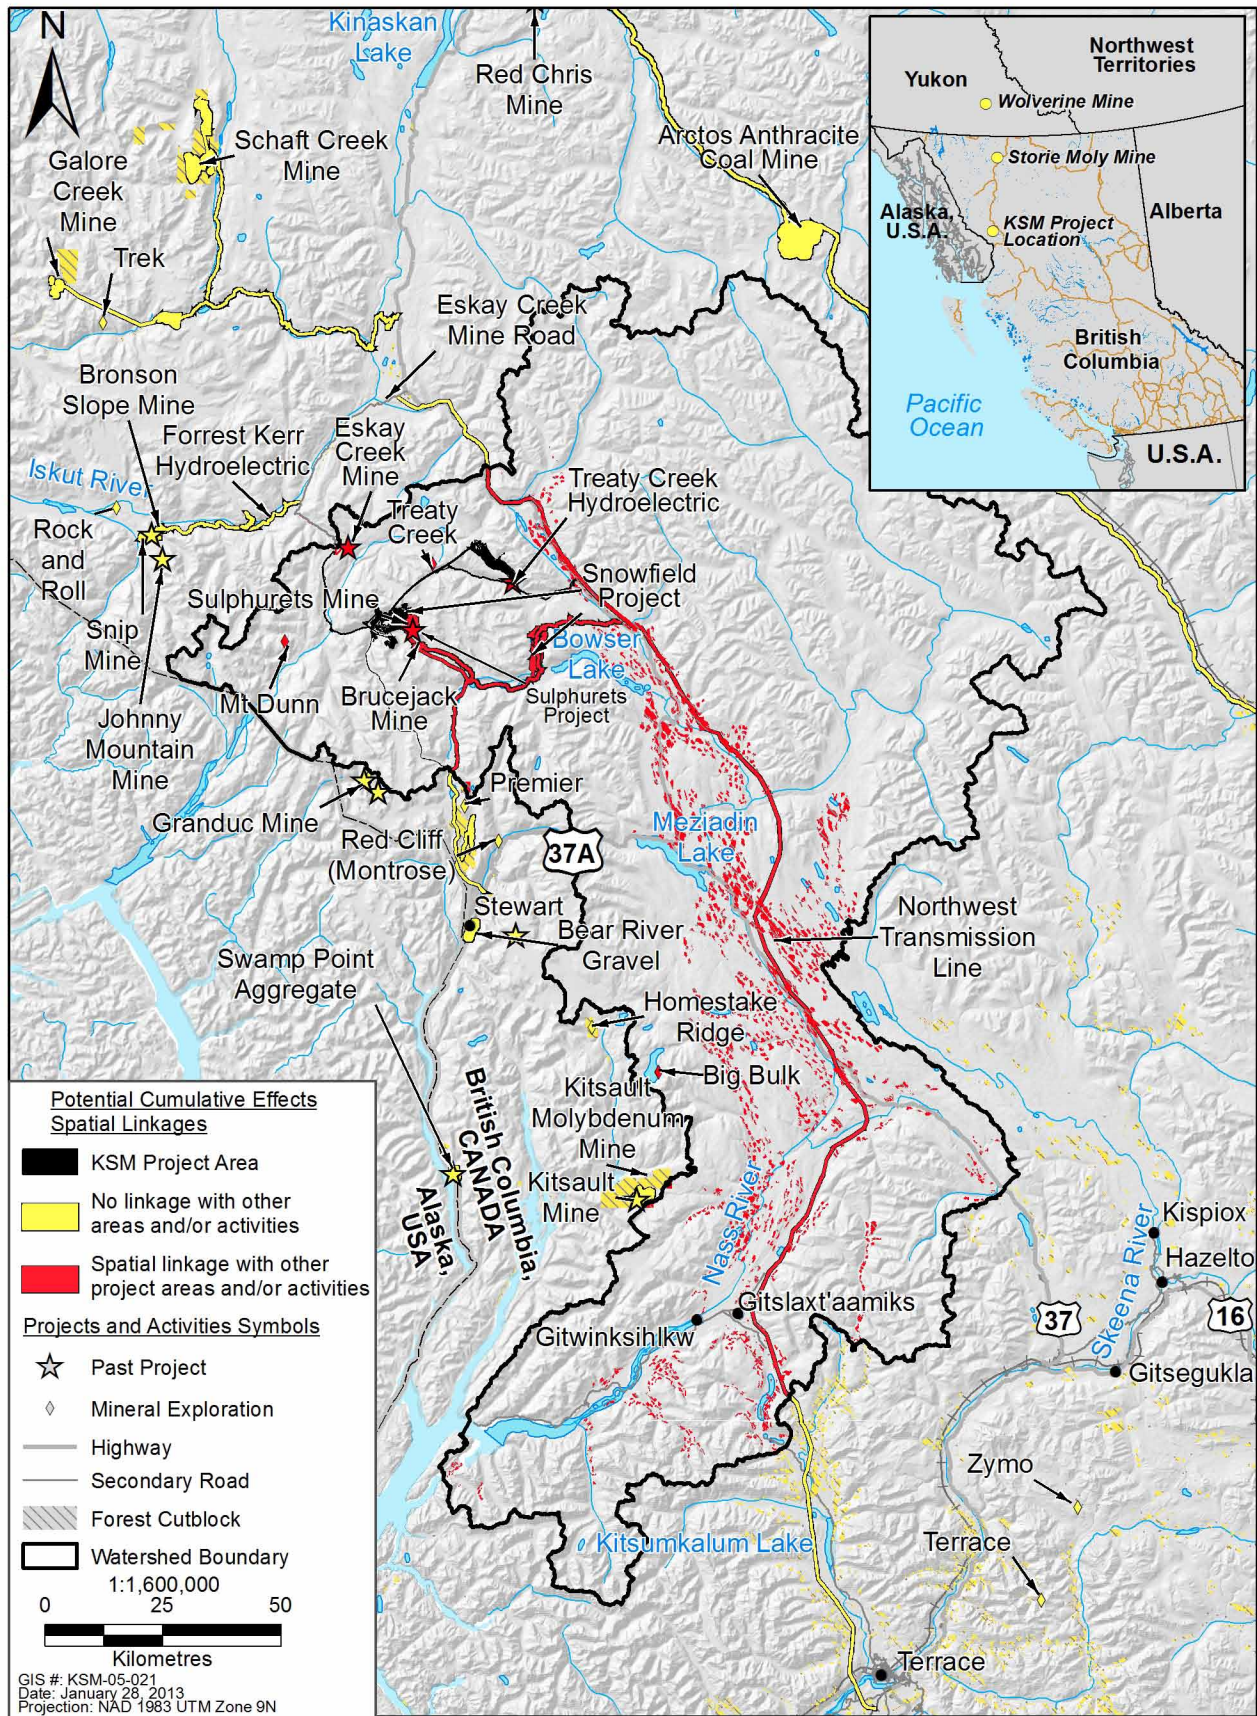 N
Kinaskan
Lake
Red Chris
Mine
Schaft Creek
Mine
Galore
Creek
Mine
Trek
Arctos Anthracite
Coal Mine
Northwest
Territories
Yukon
Wolverine Mine
Storie Moly Mine
Alaska,
U.S.A.
KSM Project
Location
Alberta
British
Columbia
Pacific
Ocean
U.S.A.
Eskay Creek
Mine Road
Bronson
Slope Mine
Forrest Kerr
Hydroelectric
Eskay
Creek
Mine
Iskut River
Treaty
Creek
Treaty Creek
Hydroelectric
Rock
and
Roll
Snowfield
Project
Sulphurets Mine
Snip
Mine
Bowser
Lake
Mt Dunn
Brucejack
Mine
Sulphurets
Project
Johnny
Mountain
Mine
Premier
Granduc Mine
Red Cliff
(Montrose)
37A
Meziadin
Lake
Stewart
Bear River
Gravel
Northwest
Transmission
Line
Swamp Point
Aggregate
Homestake
Ridge
Big Bulk
Kitsault
Molybdenum
Mine
Kitsault
Mine
British Columbia,
CANADA
Alaska,
USA
Nass River
Kispiox
Hazelto
Skeena River
37
16
Gitslaxt'aamiks
Gitwinksihlkw
Gitsegukla
Zymo
Kitsumkalum Lake
Terrace
Terrace
Potential Cumulative Effects
Spatial Linkages
KSM Project Area
No linkage with other
areas and/or activities
Spatial linkage with other
project areas and/or activities
Projects and Activities Symbols
Past Project
Mineral Exploration
Highway
Secondary Road
Forest Cutblock
Watershed Boundary
1:1,600,000
0 25 50
Kilometres
GIS #: KSM-05-021
Date: January 28, 2013
Projection: NAD 1983 UTM Zone 9N